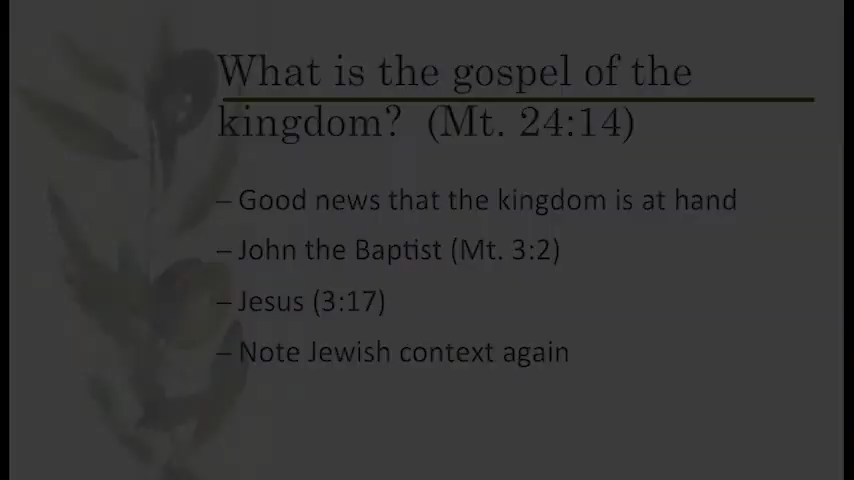 What is the gospel of the
kingdom? (Mt. 24:14)
– Good news that the kingdom is at hand
– John the Baptist (Mt. 3:2)
– Jesus (3:17)
– Note Jewish context again